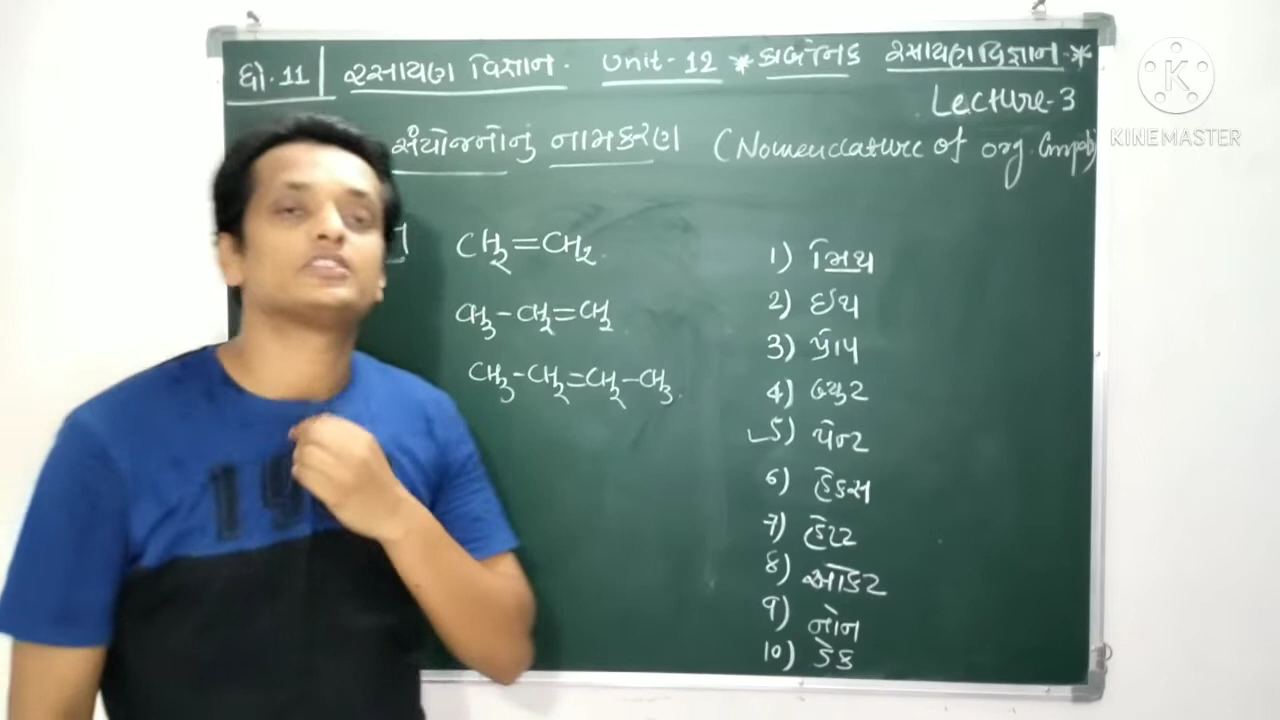 ધો. 11 | રસાયણ વિજ્ઞાન. Unit - 12 * કાર્બનિક રસાયણવિજ્ઞાન *
Lecture - 3
સંયોજનોનું નામકરણ (Nomenclature of org. Compd)
CH2=CH2
CH3-CH2=CH2
CH3-CH2=CH2-CH3
1) મિથ
2) ઈથ
3) પ્રોપ
4) બ્યુટ
5) પેન્ટ
6) હેક્સ
7) હેપ્ટ
8) ઓક્ટ
9) નોન
10) ડેક
K
KINEMASTER
19